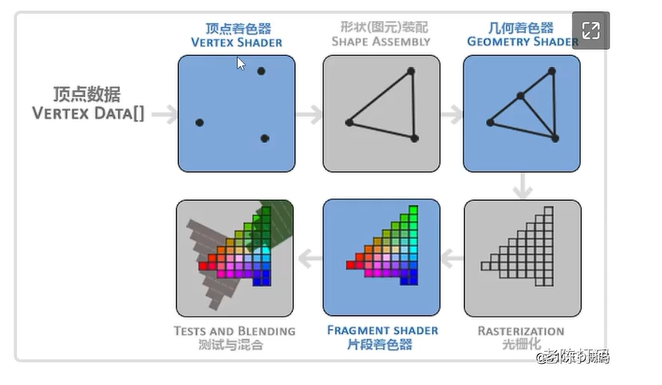 顶点着色器
VERTEX SHADER
形状(图元)装配
SHAPE ASSEMBLY
几何着色器
GEOMETRY SHADER
顶点数据
VERTEX DATA[]
TESTS AND BLENDING
测试与混合
FRAGMENT SHADER
片段着色器
RASTERIZATION
光栅化